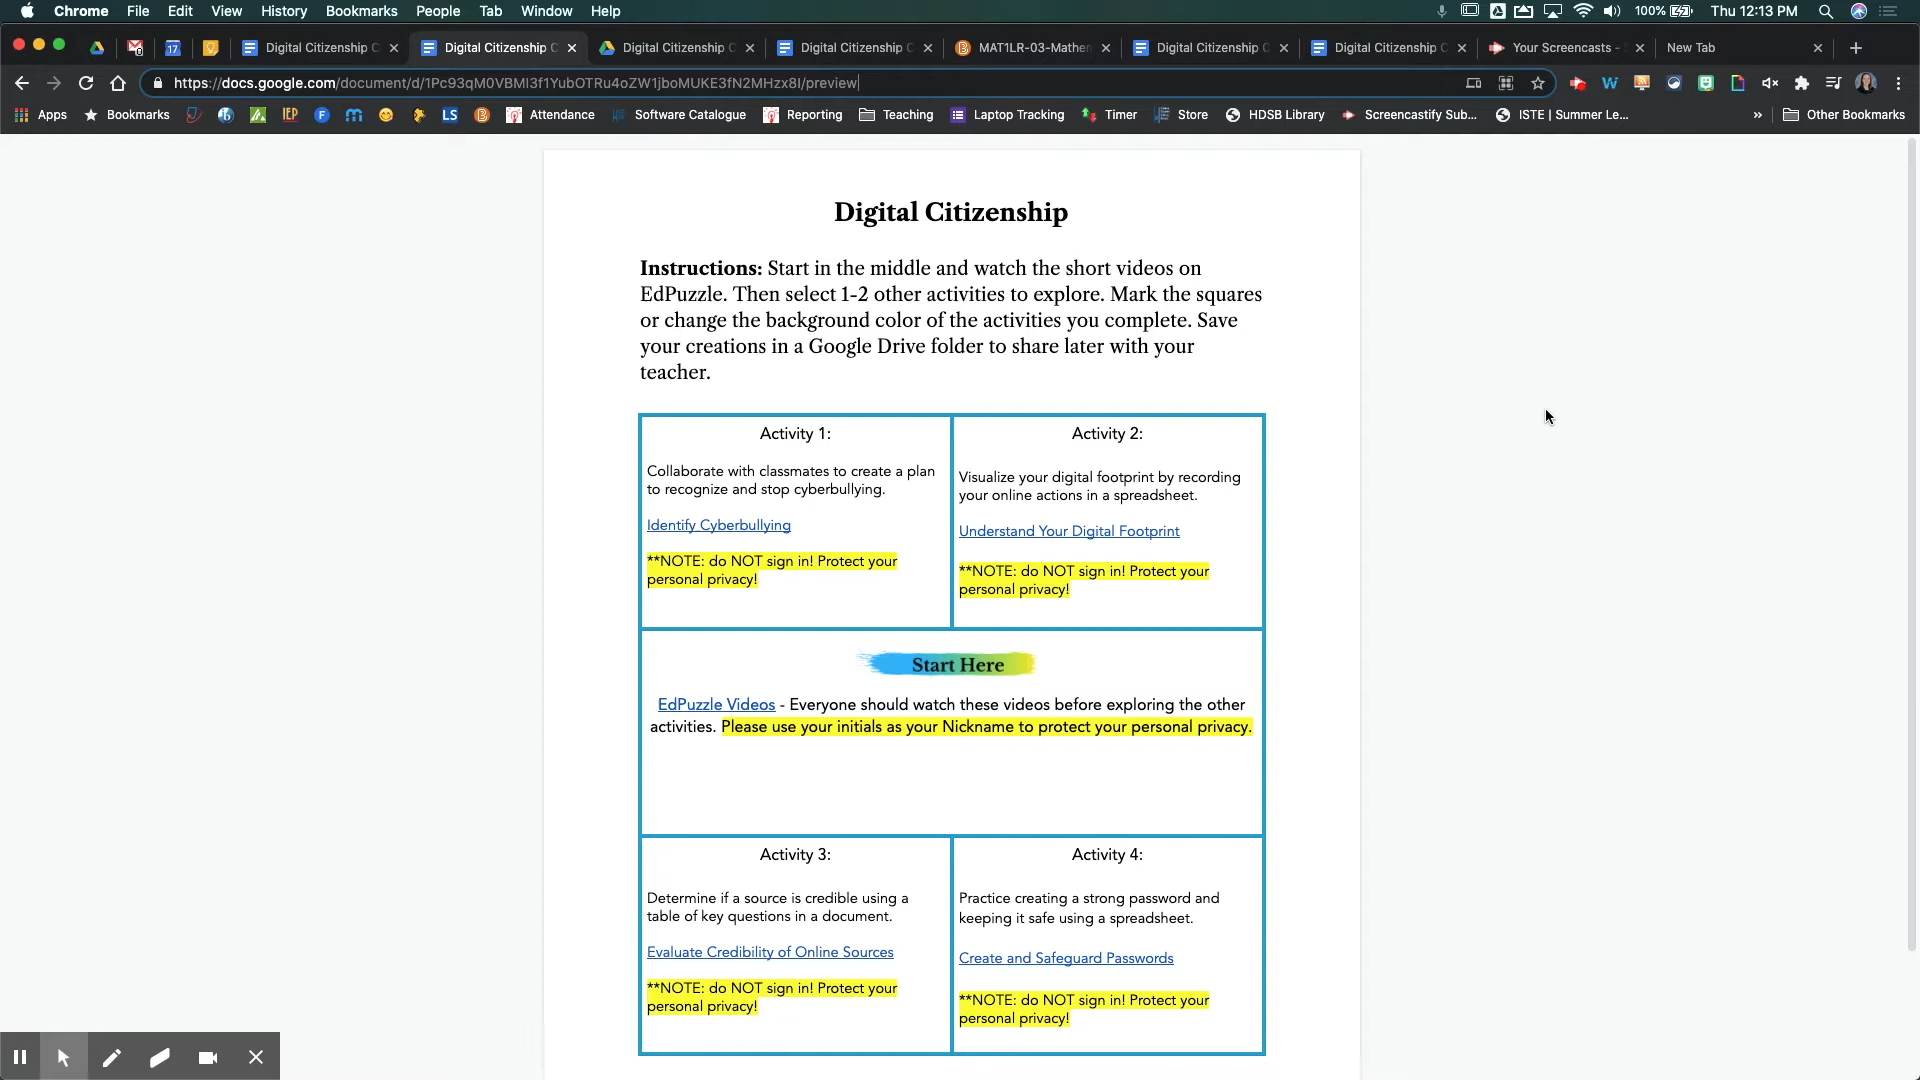 Chrome File Edit View History Bookmarks People Tab Window Help 100% Thu 12:13 PM
17 Digital Citizenship C Digital Citizenship C Digital Citizenship C Digital Citizenship C MAT1LR-03-Mather Digital Citizenship C Digital Citizenship C Your Screencasts - New Tab
https://docs.google.com/document/d/1Pc93qM0VBMl3f1YubOTRu4oZW1jboMUKE3fN2MHzx8I/preview
Apps Bookmarks IEP F LS Attendance Software Catalogue Reporting Teaching Laptop Tracking Timer Store HDSB Library Screencastify Sub... ISTE | Summer Le... » Other Bookmarks
Digital Citizenship
Instructions: Start in the middle and watch the short videos on
EdPuzzle. Then select 1-2 other activities to explore. Mark the squares
or change the background color of the activities you complete. Save
your creations in a Google Drive folder to share later with your
teacher.
Activity 1:
Collaborate with classmates to create a plan
to recognize and stop cyberbullying.
Identify Cyberbullying
**NOTE: do NOT sign in! Protect your
personal privacy!
Activity 2:
Visualize your digital footprint by recording
your online actions in a spreadsheet.
Understand Your Digital Footprint
**NOTE: do NOT sign in! Protect your
personal privacy!
Start Here
EdPuzzle Videos - Everyone should watch these videos before exploring the other
activities. Please use your initials as your Nickname to protect your personal privacy.
Activity 3:
Determine if a source is credible using a
table of key questions in a document.
Evaluate Credibility of Online Sources
**NOTE: do NOT sign in! Protect your
personal privacy!
Activity 4:
Practice creating a strong password and
keeping it safe using a spreadsheet.
Create and Safeguard Passwords
**NOTE: do NOT sign in! Protect your
personal privacy!